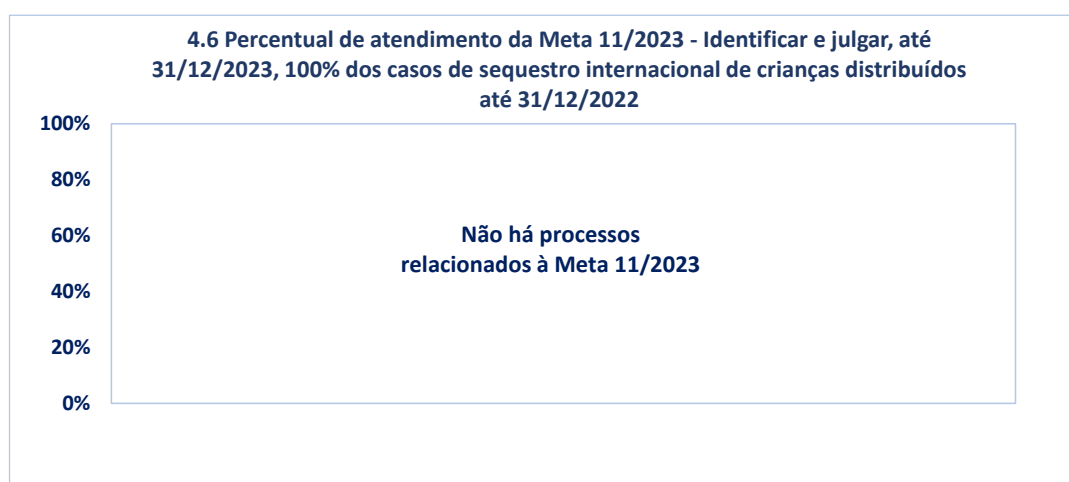 4.6 Percentual de atendimento da Meta 11/2023 - Identificar e julgar, até
31/12/2023, 100% dos casos de sequestro internacional de crianças distribuídos
até 31/12/2022
100%
80%
60%
40%
20%
0%
Não há processos
relacionados à Meta 11/2023